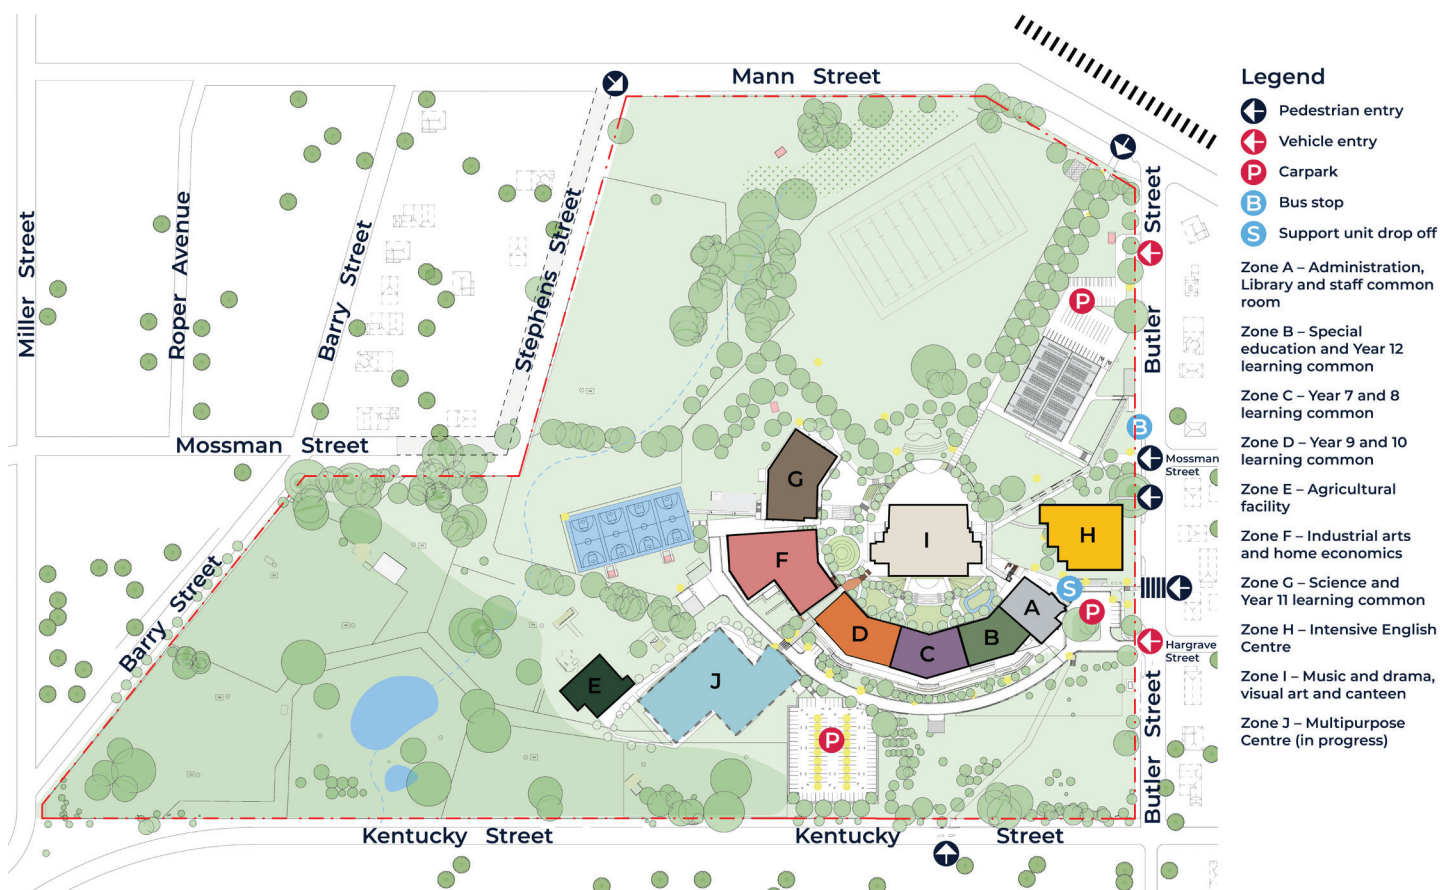 Mann Street
Miller Street
Roper Avenue
Barry Street
Stephens Street
Street
Butler
Mossman Street
B
Mossman
Street
P
G
F
I
H
A
S
P
D
C
B
E
J
P
Barry Street
Hargrave
Street
Butler Street
Kentucky Street
Kentucky Street
Legend
Pedestrian entry
Vehicle entry
P Carpark
B Bus stop
S Support unit drop off
Zone A – Administration,
Library and staff common
room
Zone B – Special
education and Year 12
learning common
Zone C – Year 7 and 8
learning common
Zone D – Year 9 and 10
learning common
Zone E – Agricultural
facility
Zone F – Industrial arts
and home economics
Zone G – Science and
Year 11 learning common
Zone H – Intensive English
Centre
Zone I – Music and drama,
visual art and canteen
Zone J – Multipurpose
Centre (in progress)